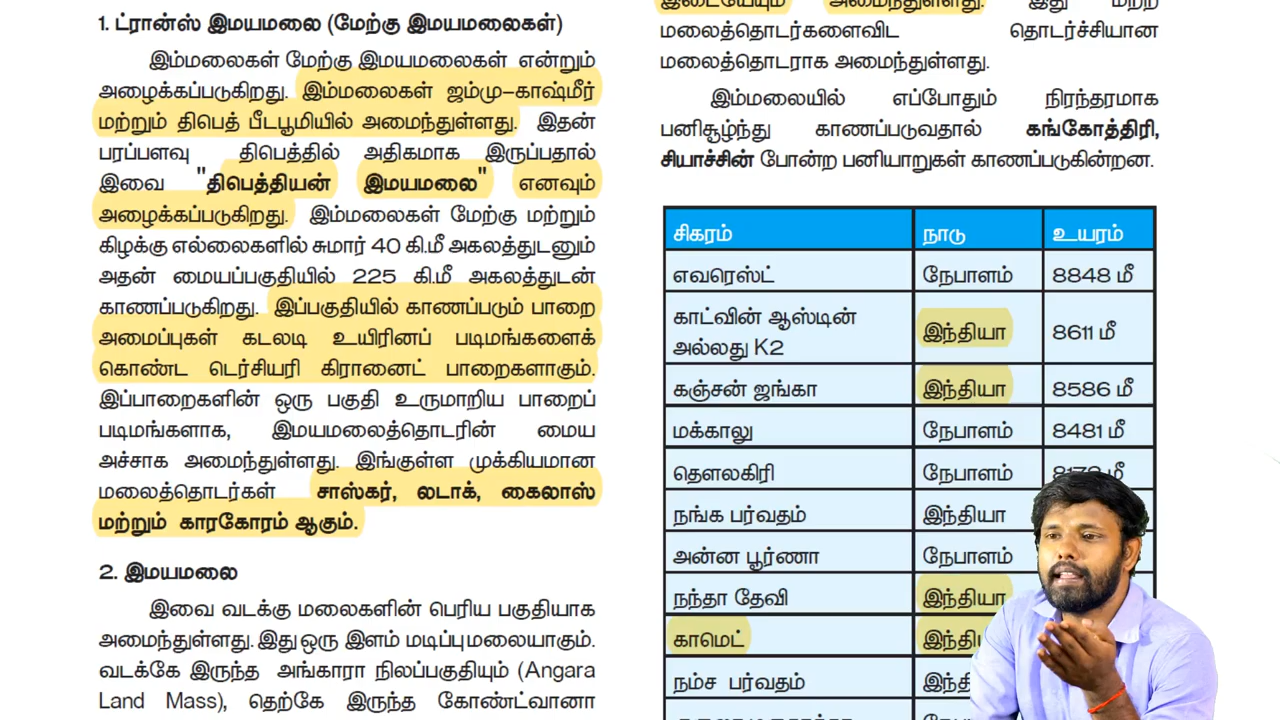 1. ட்ரான்ஸ் இமயமலை (மேற்கு இமயமலைகள்)
இம்மலைகள் மேற்கு இமயமலைகள் என்றும்
அழைக்கப்படுகிறது. இம்மலைகள் ஜம்மு–காஷ்மீர்
மற்றும் திபெத் பீடபூமியில் அமைந்துள்ளது. இதன்
பரப்பளவு திபெத்தில் அதிகமாக இருப்பதால்
இவை "திபெத்தியன் இமயமலை" எனவும்
அழைக்கப்படுகிறது. இம்மலைகள் மேற்கு மற்றும்
கிழக்கு எல்லைகளில் சுமார் 40 கி.மீ அகலத்துடனும்
அதன் மையப்பகுதியில் 225 கி.மீ அகலத்துடன்
காணப்படுகிறது. இப்பகுதியில் காணப்படும் பாறை
அமைப்புகள் கடலடி உயிரினப் படிமங்களைக்
கொண்ட டெர்சியரி கிரானைட் பாறைகளாகும்.
இப்பாறைகளின் ஒரு பகுதி உருமாறிய பாறைப்
படிமங்களாக, இமயமலைத்தொடரின் மைய
அச்சாக அமைந்துள்ளது. இங்குள்ள முக்கியமான
மலைத்தொடர்கள் சாஸ்கர், லடாக், கைலாஸ்
மற்றும் காரகோரம் ஆகும்.
2. இமயமலை
இவை வடக்கு மலைகளின் பெரிய பகுதியாக
அமைந்துள்ளது. இது ஒரு இளம் மடிப்பு மலையாகும்.
வடக்கே இருந்த அங்காரா நிலப்பகுதியும் (Angara
Land Mass), தெற்கே இருந்த கோண்ட்வானா
இடையேயும் அமைந்துள்ளது. இது மற்ற
மலைத்தொடர்களைவிட தொடர்ச்சியான
மலைத்தொடராக அமைந்துள்ளது.
இம்மலையில் எப்போதும் நிரந்தரமாக
பனிசூழ்ந்து காணப்படுவதால் கங்கோத்திரி,
சியாச்சின் போன்ற பனியாறுகள் காணப்படுகின்றன.
சிகரம் நாடு உயரம்
எவரெஸ்ட் நேபாளம் 8848 மீ
காட்வின் ஆஸ்டின்
அல்லது K2 இந்தியா 8611 மீ
கஞ்சன் ஜங்கா இந்தியா 8586 மீ
மக்காலு நேபாளம் 8481 மீ
தௌலகிரி நேபாளம் மீ
நங்க பர்வதம் இந்தியா
அன்ன பூர்ணா நேபாளம்
நந்தா தேவி இந்தியா
காமெட்
நம்ச பர்வதம்